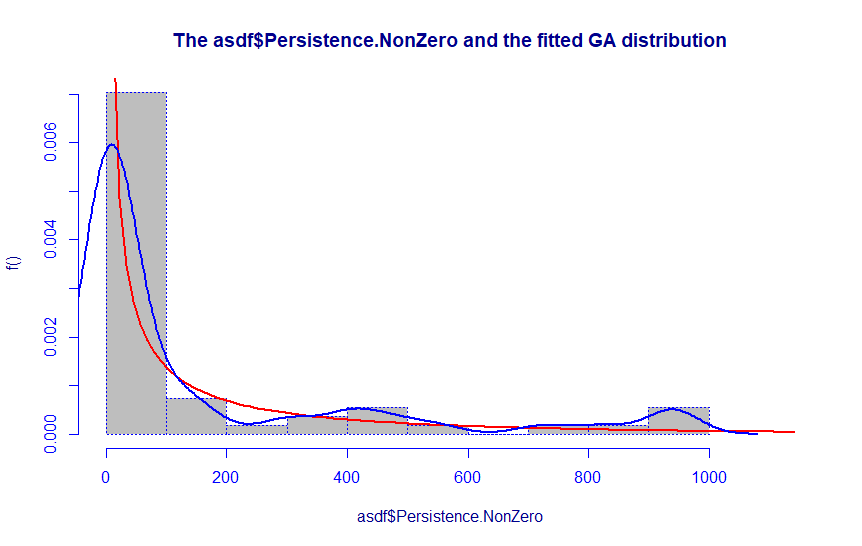 The asdf$Persistence.NonZero and the fitted GA distribution
f()
0.006
0.004
0.002
0.000
0 200 400 600 800 1000
asdf$Persistence.NonZero